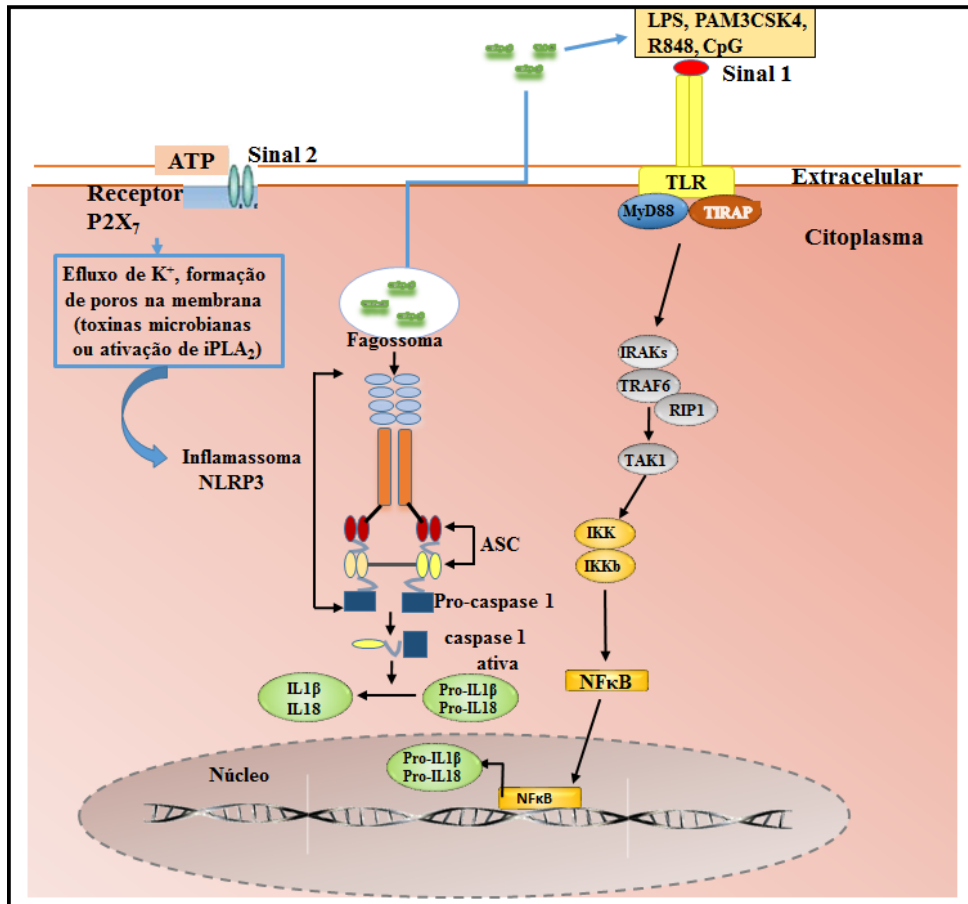 LPS, PAM3CSK4,
R848, CpG
Sinal 1
ATP
Sinal 2
TLR
Extracelular
Receptor
P2X₇
MyD88
TIRAP
Citoplasma
Efluxo de K⁺, formação
de poros na membrana
(toxinas microbianas
ou ativação de iPLA₂)
Fagossoma
IRAKs
TRAF6
RIP1
TAK1
Inflamassoma
NLRP3
ASC
IKK
IKKb
Pro-caspase 1
caspase 1
ativa
IL1β
IL18
Pro-IL1β
Pro-IL18
NFκB
Núcleo
Pro-IL1β
Pro-IL18
NFκB